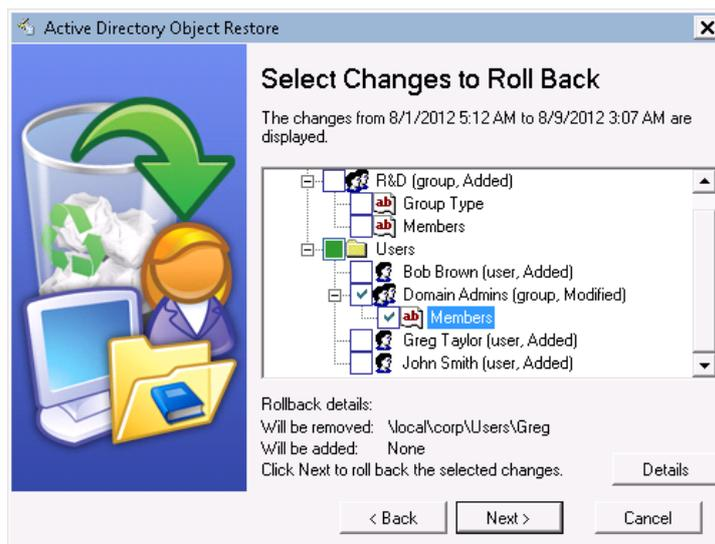 Active Directory Object Restore
Select Changes to Roll Back
The changes from 8/1/2012 5:12 AM to 8/9/2012 3:07 AM are
displayed.
R&D (group, Added)
ab Group Type
ab Members
Users
Bob Brown (user, Added)
Domain Admins (group, Modified)
ab Members
Greg Taylor (user, Added)
John Smith (user, Added)
Rollback details:
Will be removed: \local\corp\Users\Greg
Will be added: None
Click Next to roll back the selected changes.
Details
< Back
Next >
Cancel